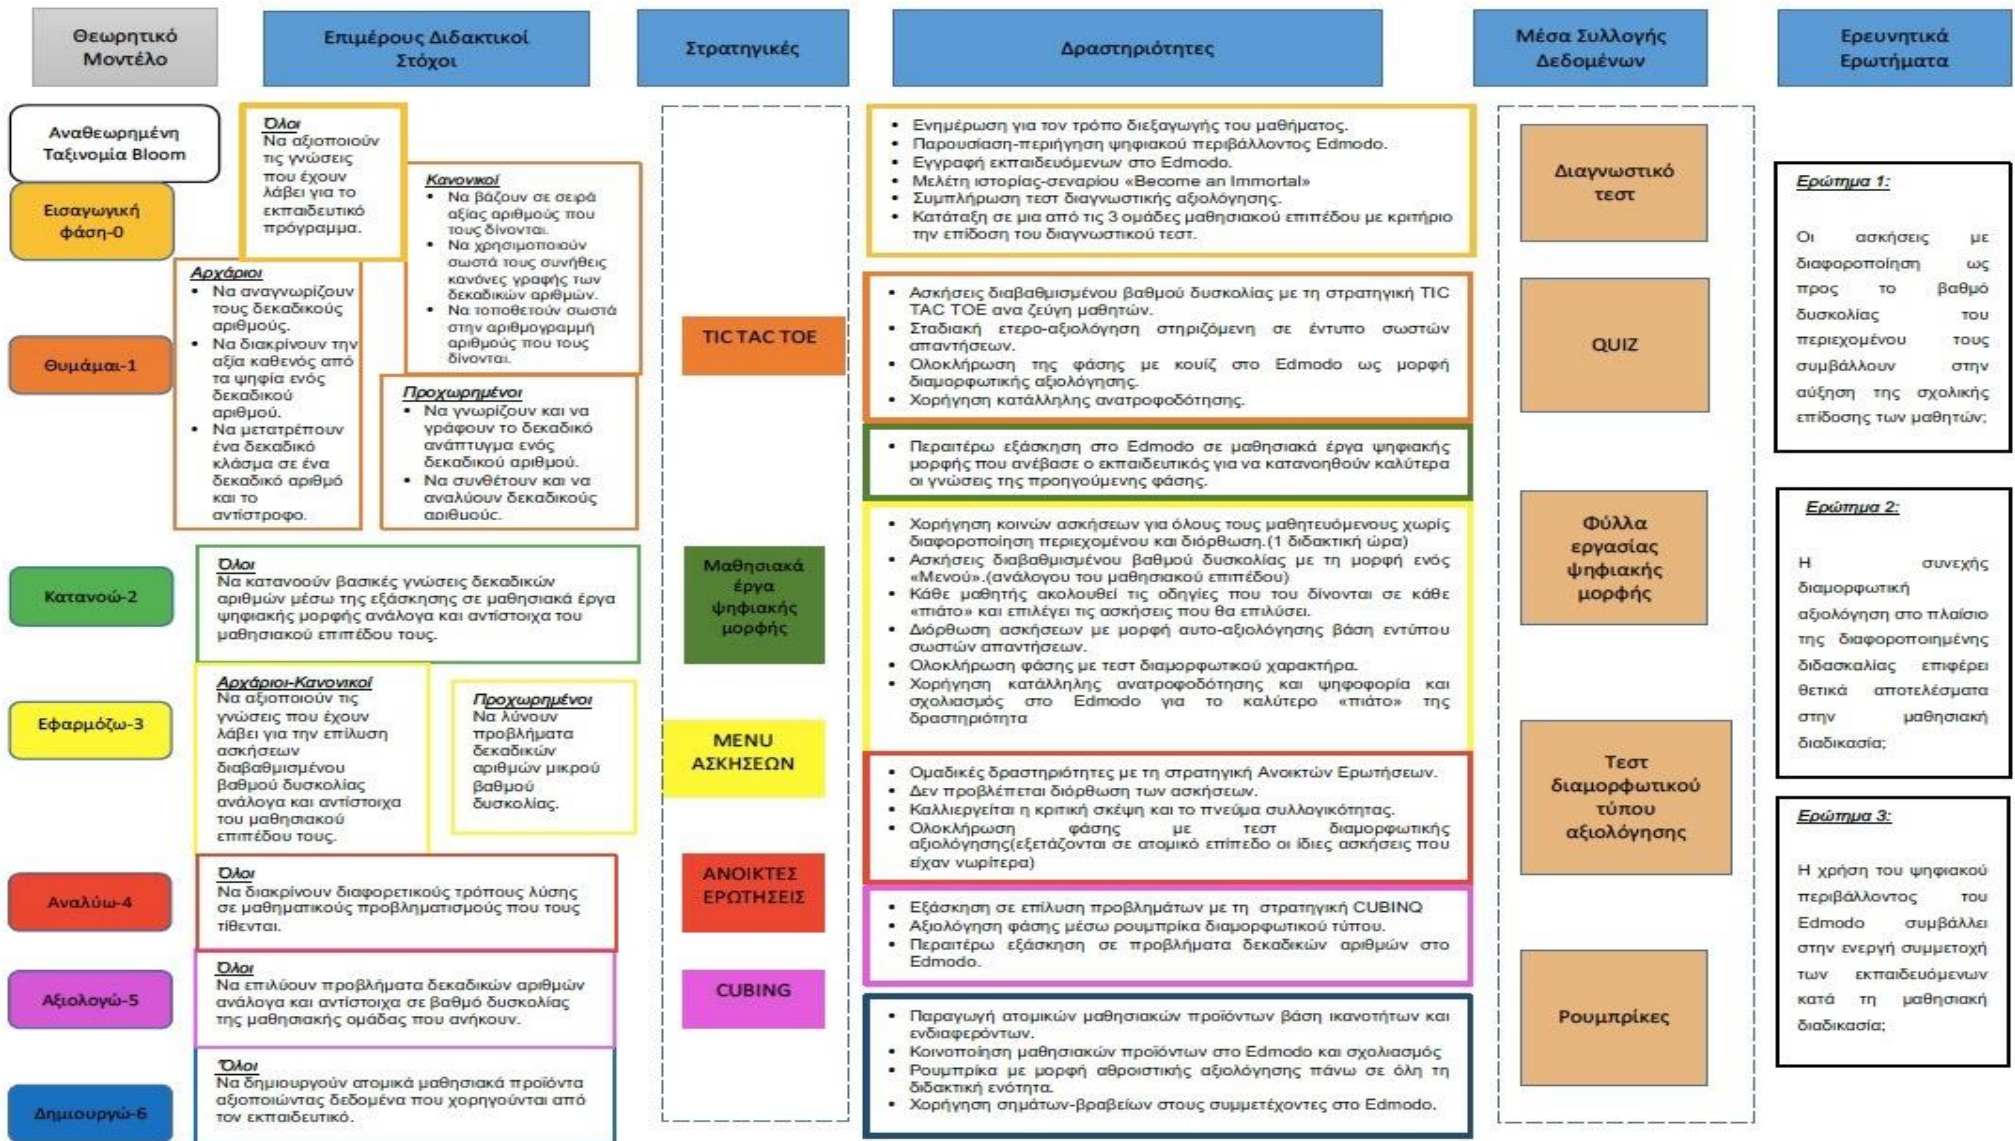 Θεωρητικό
Μοντέλο
Επιμέρους Διδακτικοί
Στόχοι
Στρατηγικές
Δραστηριότητες
Μέσα Συλλογής
Δεδομένων
Ερευνητικά
Ερωτήματα
Αναθεωρημένη
Ταξινομία Bloom
Εισαγωγική
φάση-0
Θυμάμαι-1
Κατανοώ-2
Εφαρμόζω-3
Αναλύω-4
Αξιολογώ-5
Δημιουργώ-6
Όλοι
Να αξιοποιούν
τις γνώσεις
που έχουν
λάβει για το
εκπαιδευτικό
πρόγραμμα.
Κανονικοί
• Να βάζουν σε σειρά
αξίας αριθμούς που
τους δίνονται.
• Να χρησιμοποιούν
σωστά τους συνήθεις
κανόνες γραφής των
δεκαδικών αριθμών.
• Να τοποθετούν σωστά
στην αριθμογραμμή
αριθμούς που τους
δίνονται.
Αρχάριοι
• Να αναγνωρίζουν
τους δεκαδικούς
αριθμούς.
• Να διακρίνουν την
αξία καθενός από
τα ψηφία ενός
δεκαδικού
αριθμού.
• Να μετατρέπουν
ένα δεκαδικό
κλάσμα σε ένα
δεκαδικό αριθμό
και το
αντίστροφο.
Προχωρημένοι
• Να γνωρίζουν και να
γράφουν το δεκαδικό
ανάπτυγμα ενός
δεκαδικού αριθμού.
• Να συνθέτουν και να
αναλύουν δεκαδικούς
αριθμούς.
Όλοι
Να κατανοούν βασικές γνώσεις δεκαδικών
αριθμών μέσω της εξάσκησης σε μαθησιακά έργα
ψηφιακής μορφής ανάλογα και αντίστοιχα του
μαθησιακού επιπέδου τους.
Αρχάριοι-Κανονικοί
Να αξιοποιούν τις
γνώσεις που έχουν
λάβει για την επίλυση
ασκήσεων
διαβαθμισμένου
βαθμού δυσκολίας
ανάλογα και αντίστοιχα
του μαθησιακού
επιπέδου τους.
Προχωρημένοι
Να λύνουν
προβλήματα
δεκαδικών
αριθμών μικρού
βαθμού
δυσκολίας.
Όλοι
Να διακρίνουν διαφορετικούς τρόπους λύσης
σε μαθηματικούς προβληματισμούς που τους
τίθενται.
Όλοι
Να επιλύουν προβλήματα δεκαδικών αριθμών
ανάλογα και αντίστοιχα σε βαθμό δυσκολίας
της μαθησιακής ομάδας που ανήκουν.
Όλοι
Να δημιουργούν ατομικά μαθησιακά προϊόντα
αξιοποιώντας δεδομένα που χορηγούνται από
τον εκπαιδευτικό.
TIC TAC TOE
Μαθησιακά
έργα
ψηφιακής
μορφής
MENU
ΑΣΚΗΣΕΩΝ
ΑΝΟΙΚΤΕΣ
ΕΡΩΤΗΣΕΙΣ
CUBING
• Ενημέρωση για τον τρόπο διεξαγωγής του μαθήματος.
• Παρουσίαση-περιήγηση ψηφιακού περιβάλλοντος Edmodo.
• Εγγραφή εκπαιδευόμενων στο Edmodo.
• Μελέτη ιστορίας-σεναρίου «Become an Immortal»
• Συμπλήρωση τεστ διαγνωστικής αξιολόγησης.
• Κατάταξη σε μια από τις 3 ομάδες μαθησιακού επιπέδου με κριτήριο
την επίδοση του διαγνωστικού τεστ.
• Ασκήσεις διαβαθμισμένου βαθμού δυσκολίας με τη στρατηγική TIC
TAC TOE ανα ζεύγη μαθητών.
• Σταδιακή ετερο-αξιολόγηση στηριζόμενη σε έντυπο σωστών
απαντήσεων.
• Ολοκλήρωση της φάσης με κουίζ στο Edmodo ως μορφή
διαμορφωτικής αξιολόγησης.
• Χορήγηση κατάλληλης ανατροφοδότησης.
• Περαιτέρω εξάσκηση στο Edmodo σε μαθησιακά έργα ψηφιακής
μορφής που ανέβασε ο εκπαιδευτικός για να κατανοηθούν καλύτερα
οι γνώσεις της προηγούμενης φάσης.
• Χορήγηση κοινών ασκήσεων για όλους τους μαθητευόμενους χωρίς
διαφοροποίηση περιεχομένου και διόρθωση.(1 διδακτική ώρα)
• Ασκήσεις διαβαθμισμένου βαθμού δυσκολίας με τη μορφή ενός
«Μενού».(ανάλογου του μαθησιακού επιπέδου)
• Κάθε μαθητής ακολουθεί τις οδηγίες που του δίνονται σε κάθε
«πιάτο» και επιλέγει τις ασκήσεις που θα επιλύσει.
• Διόρθωση ασκήσεων με μορφή αυτο-αξιολόγησης βάση εντύπου
σωστών απαντήσεων.
• Ολοκλήρωση φάσης με τεστ διαμορφωτικού χαρακτήρα.
• Χορήγηση κατάλληλης ανατροφοδότησης και ψηφοφορία και
σχολιασμός στο Edmodo για το καλύτερο «πιάτο» της
δραστηριότητα
• Ομαδικές δραστηριότητες με τη στρατηγική Ανοικτών Ερωτήσεων.
• Δεν προβλέπεται διόρθωση των ασκήσεων.
• Καλλιεργείται η κριτική σκέψη και το πνεύμα συλλογικότητας.
• Ολοκλήρωση φάσης με τεστ διαμορφωτικής
αξιολόγησης(εξετάζονται σε ατομικό επίπεδο οι ίδιες ασκήσεις που
είχαν νωρίτερα)
• Εξάσκηση σε επίλυση προβλημάτων με τη στρατηγική CUBINQ
• Αξιολόγηση φάσης μέσω ρουμπρίκα διαμορφωτικού τύπου.
• Περαιτέρω εξάσκηση σε προβλήματα δεκαδικών αριθμών στο
Edmodo.
• Παραγωγή ατομικών μαθησιακών προϊόντων βάση ικανοτήτων και
ενδιαφερόντων.
• Κοινοποίηση μαθησιακών προϊόντων στο Edmodo και σχολιασμός
• Ρουμπρίκα με μορφή αθροιστικής αξιολόγησης πάνω σε όλη τη
διδακτική ενότητα.
• Χορήγηση σημάτων-βραβείων στους συμμετέχοντες στο Edmodo.
Διαγνωστικό
τεστ
QUIZ
Φύλλα
εργασίας
ψηφιακής
μορφής
Τεστ
διαμορφωτικού
τύπου
αξιολόγησης
Ρουμπρίκες
Ερώτημα 1:
Οι ασκήσεις με
διαφοροποίηση ως
προς το βαθμό
δυσκολίας του
περιεχομένου τους
συμβάλλουν στην
αύξηση της σχολικής
επίδοσης των μαθητών;
Ερώτημα 2:
Η συνεχής
διαμορφωτική
αξιολόγηση στο πλαίσιο
της διαφοροποιημένης
διδασκαλίας επιφέρει
θετικά αποτελέσματα
στην μαθησιακή
διαδικασία;
Ερώτημα 3:
Η χρήση του ψηφιακού
περιβάλλοντος του
Edmodo συμβάλλει
στην ενεργή συμμετοχή
των εκπαιδευόμενων
κατά τη μαθησιακή
διαδικασία;